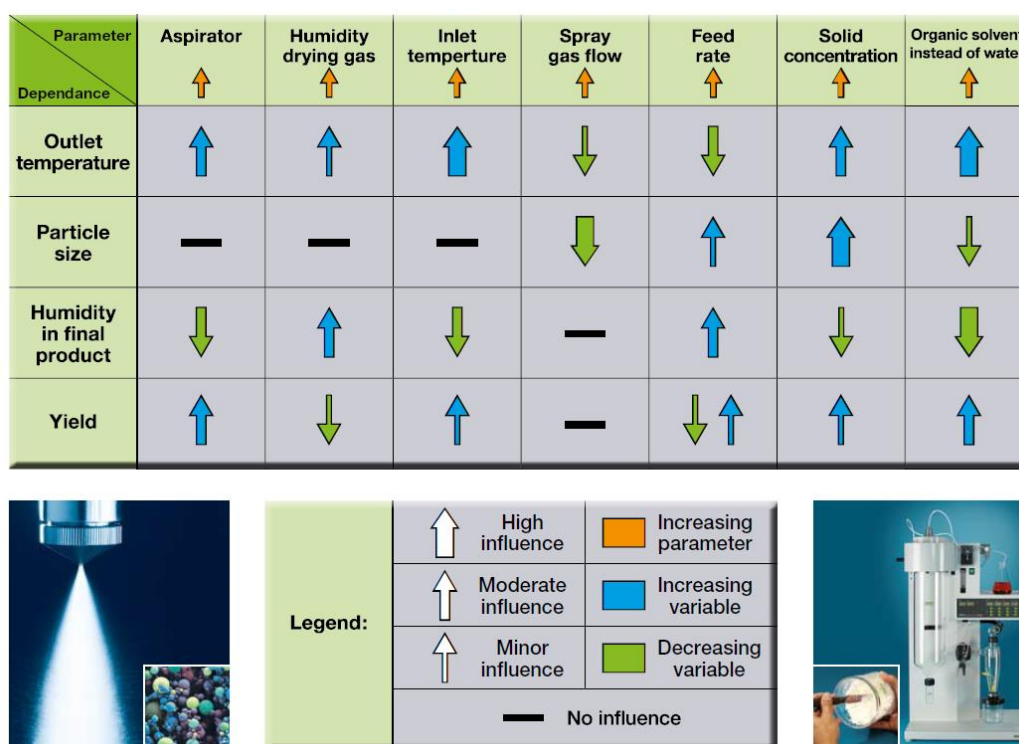 Parameter
Dependance
Aspirator
Humidity
drying gas
Inlet
temperture
Spray
gas flow
Feed
rate
Solid
concentration
Organic solvent
instead of water
Outlet
temperature
Particle
size
Humidity
in final
product
Yield
Legend:
High
influence
Increasing
parameter
Moderate
influence
Increasing
variable
Minor
influence
Decreasing
variable
No influence